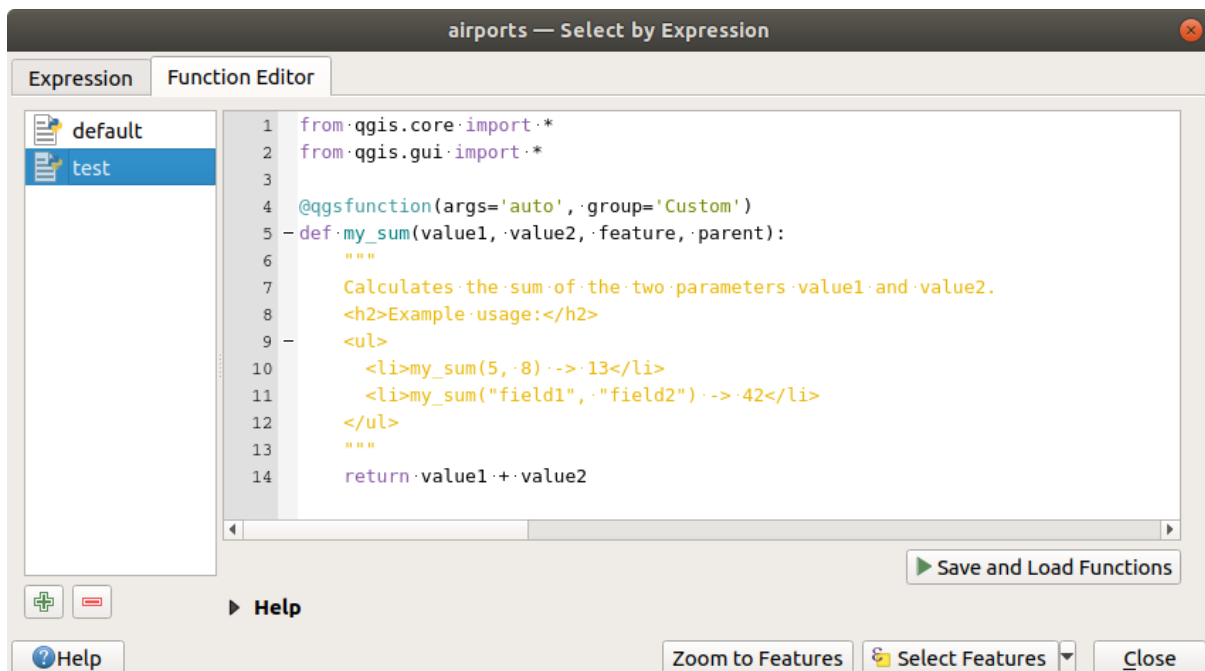 airports — Select by Expression
Expression
Function Editor
default
test
1 from qgis.core import *
2 from qgis.gui import *
3
4 @qgsfunction(args='auto', group='Custom')
5 def my_sum(value1, value2, feature, parent):
6     """
7     Calculates the sum of the two parameters value1 and value2.
8     <h2>Example usage:</h2>
9     <ul>
10       <li>my_sum(5, 8) -> 13</li>
11       <li>my_sum("field1", "field2") -> 42</li>
12     </ul>
13     """
14     return value1 + value2
Save and Load Functions
Help
Help
Zoom to Features
Select Features
Close